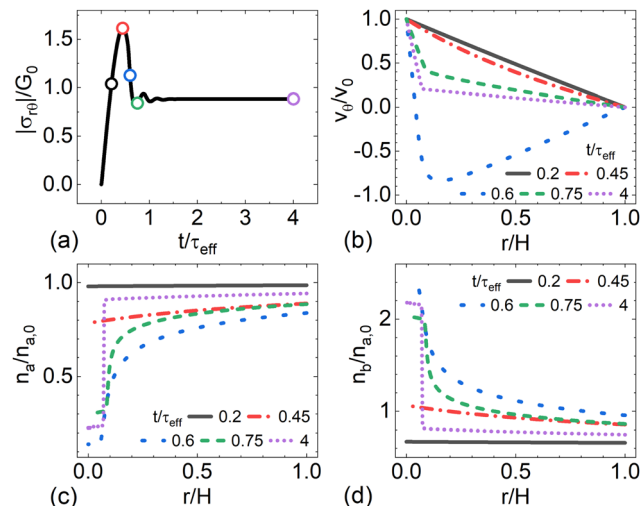 |σrθ|/G0
1.5
1.0
0.5
0.0
0 1 2 3 4
t/τeff
(a)
vθ/v0
1.0
0.5
0.0
-0.5
-1.0
t/τeff
0.2 0.45
0.6 0.75 4
0.0 0.5 1.0
r/H
(b)
na/na,0
1.0
0.5
t/τeff 0.2 0.45
0.6 0.75 4
0.0 0.5 1.0
r/H
(c)
nb/na,0
2
1
t/τeff 0.2 0.45
0.6 0.75 4
0.0 0.5 1.0
r/H
(d)